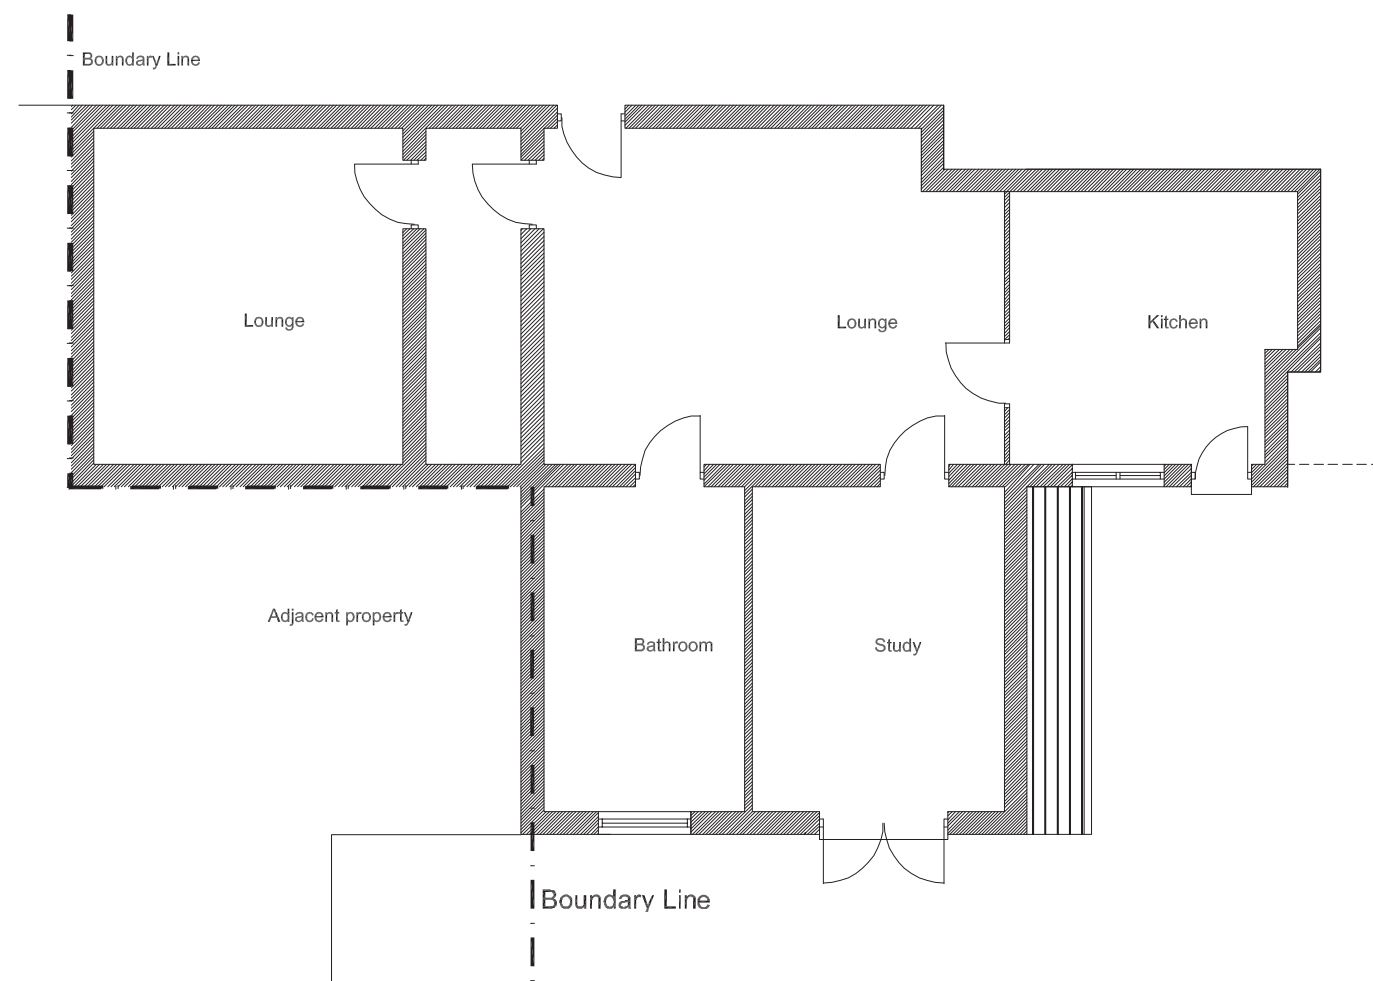 Boundary Line
Lounge
Lounge
Kitchen
Adjacent property
Bathroom
Study
Boundary Line